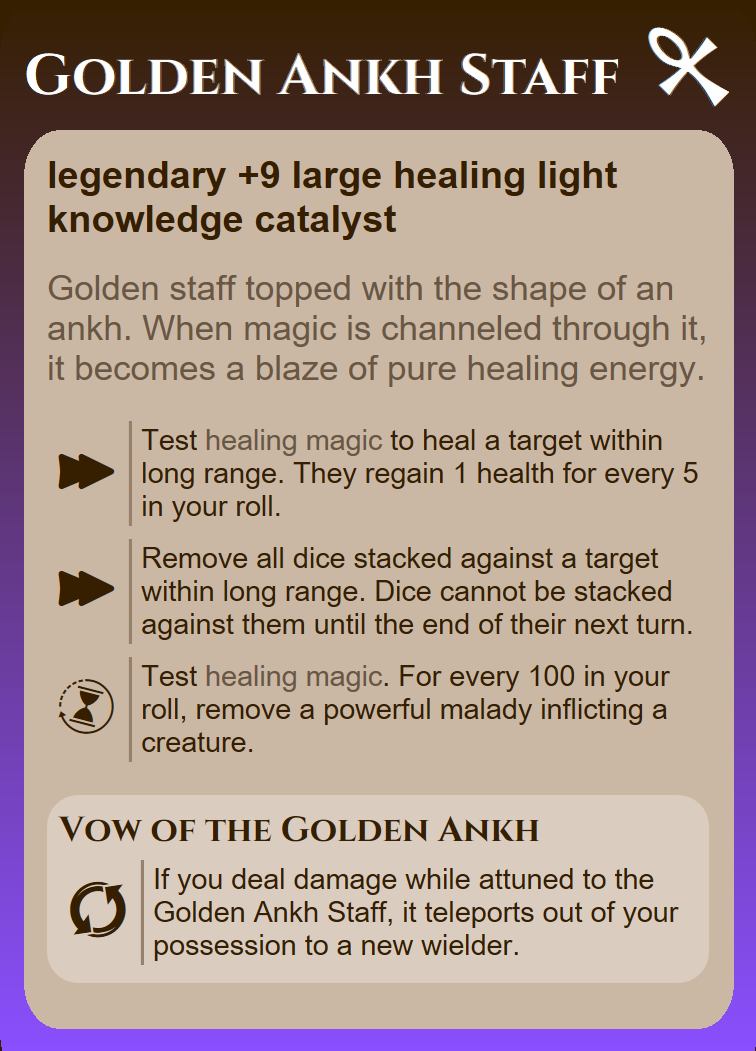 Golden Ankh Staff
legendary +9 large healing light
knowledge catalyst
Golden staff topped with the shape of an
ankh. When magic is channeled through it,
it becomes a blaze of pure healing energy.
Test healing magic to heal a target within
long range. They regain 1 health for every 5
in your roll.
Remove all dice stacked against a target
within long range. Dice cannot be stacked
against them until the end of their next turn.
Test healing magic. For every 100 in your
roll, remove a powerful malady inflicting a
creature.
Vow of the Golden Ankh
If you deal damage while attuned to the
Golden Ankh Staff, it teleports out of your
possession to a new wielder.